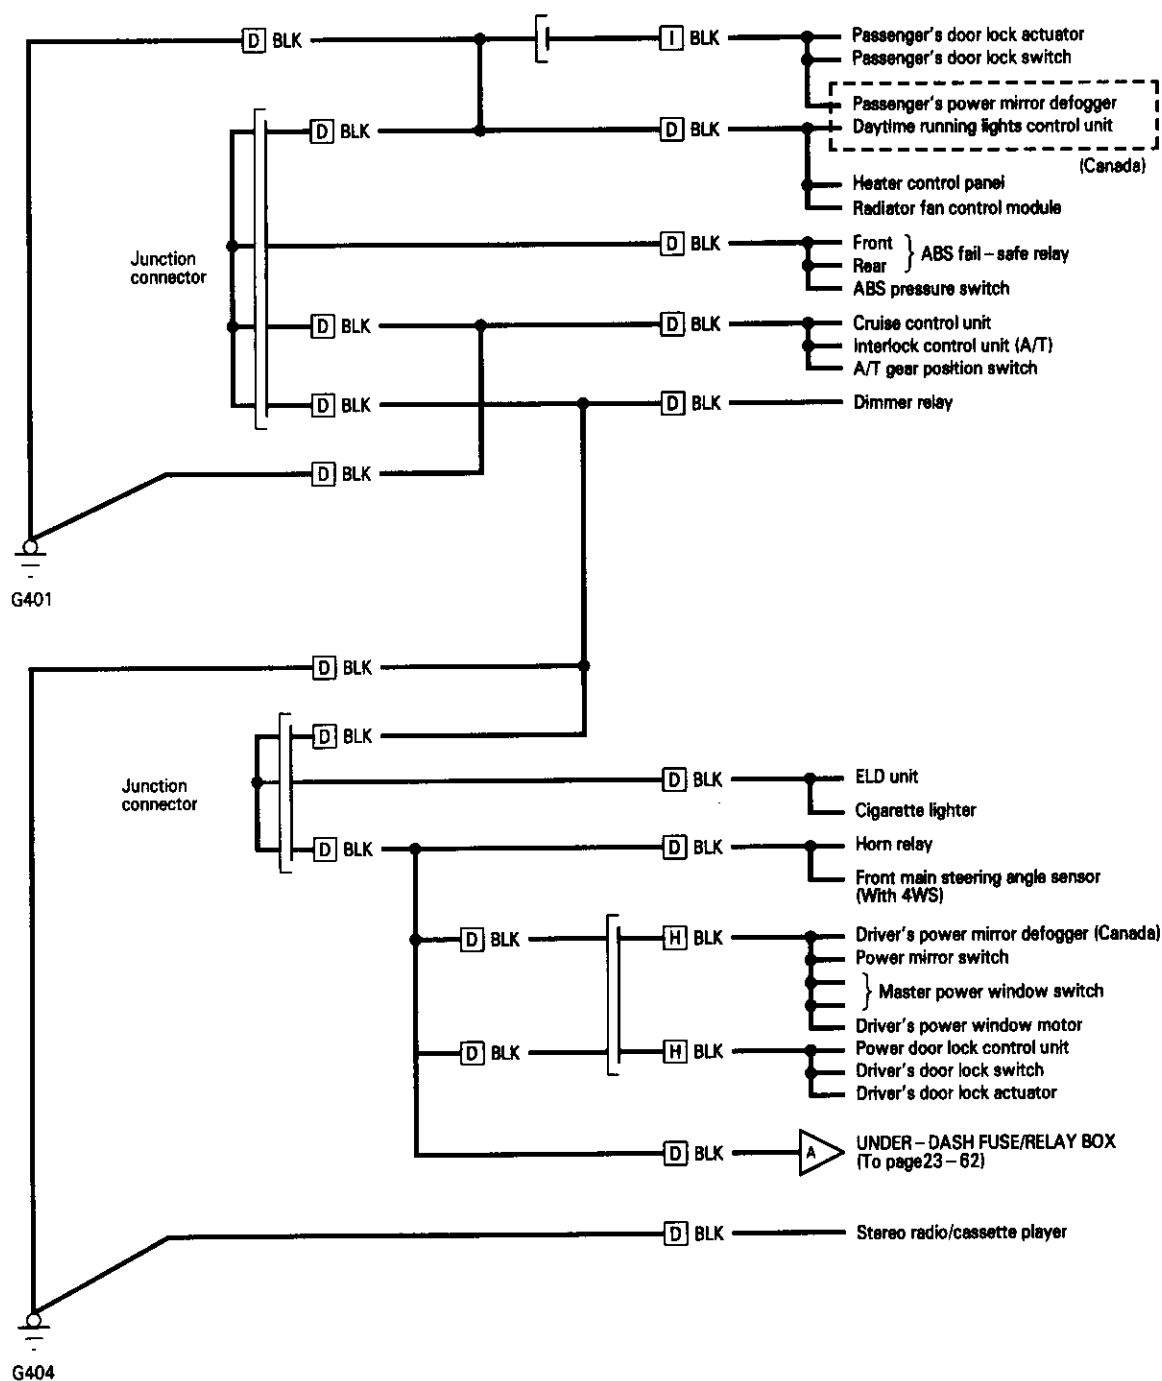 D BLK
I BLK
Passenger's door lock actuator
Passenger's door lock switch
Passenger's power mirror defogger
D BLK
D BLK
Daytime running lights control unit
(Canada)
Heater control panel
Radiator fan control module
Junction
connector
D BLK
Front
Rear
ABS fail–safe relay
ABS pressure switch
D BLK
D BLK
Cruise control unit
Interlock control unit (A/T)
A/T gear position switch
D BLK
D BLK
Dimmer relay
D BLK
G401
D BLK
D BLK
Junction
connector
D BLK
ELD unit
Cigarette lighter
D BLK
D BLK
Horn relay
Front main steering angle sensor
(With 4WS)
D BLK
H BLK
Driver's power mirror defogger (Canada)
Power mirror switch
Master power window switch
Driver's power window motor
D BLK
H BLK
Power door lock control unit
Driver's door lock switch
Driver's door lock actuator
D BLK
A
UNDER–DASH FUSE/RELAY BOX
(To page23–62)
D BLK
Stereo radio/cassette player
G404